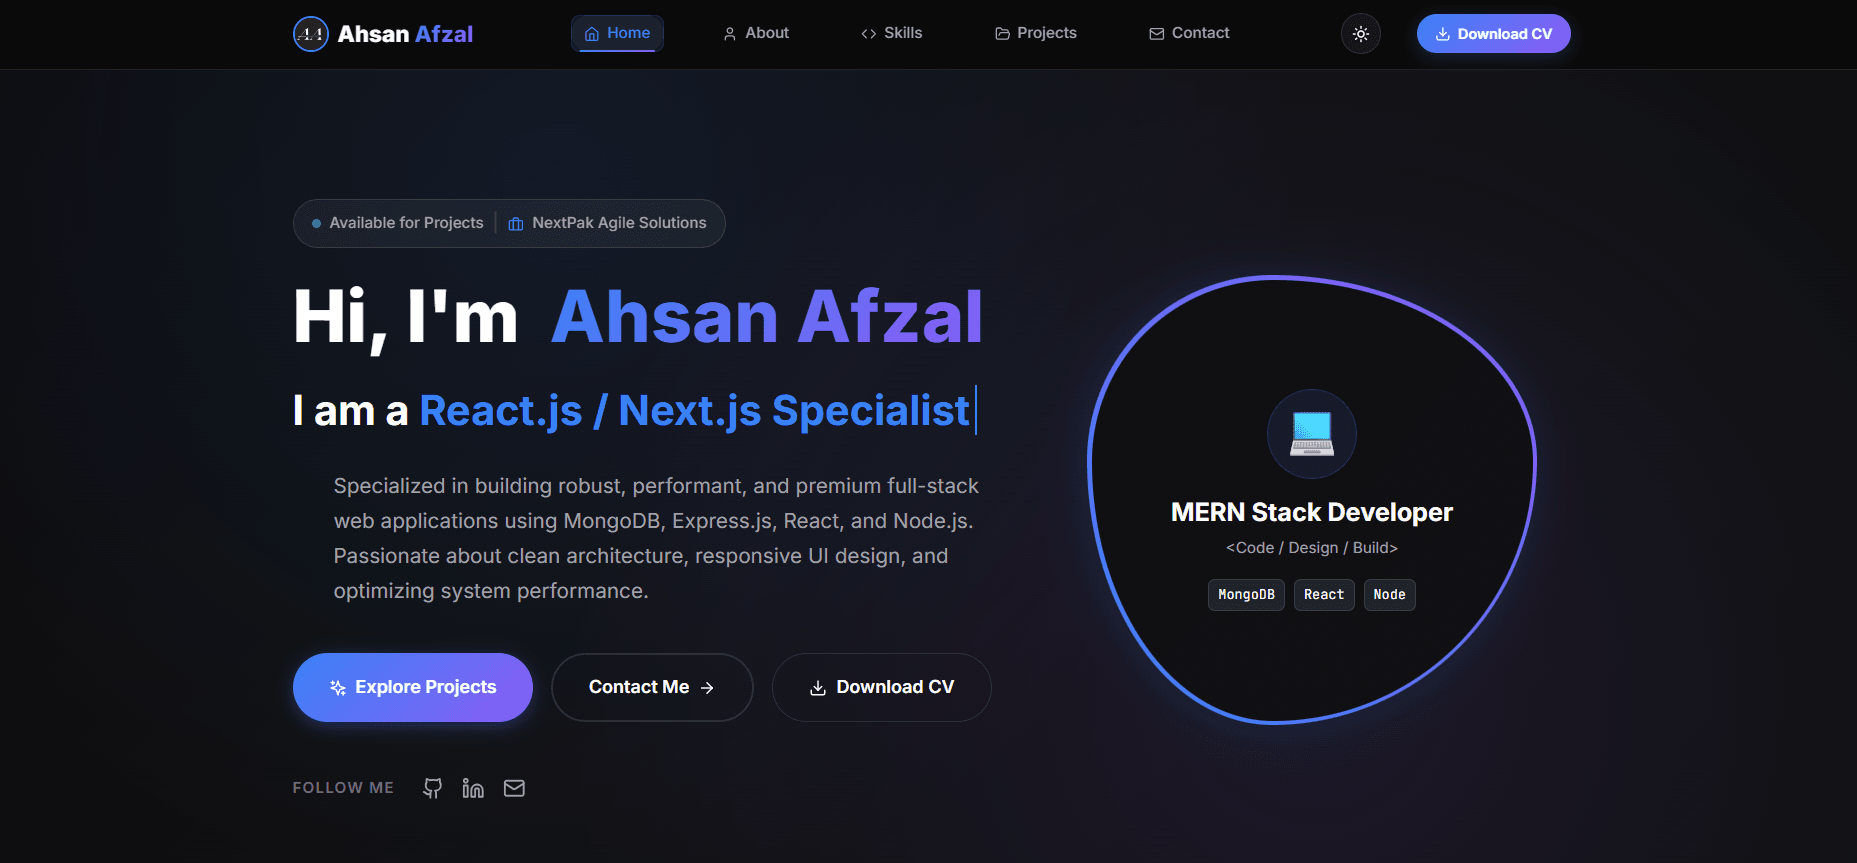 AA Ahsan Afzal
Home
About
Skills
Projects
Contact
Download CV
Available for Projects | NextPak Agile Solutions
Hi, I'm Ahsan Afzal
I am a React.js / Next.js Specialist
Specialized in building robust, performant, and premium full-stack
web applications using MongoDB, Express.js, React, and Node.js.
Passionate about clean architecture, responsive UI design, and
optimizing system performance.
Explore Projects
Contact Me
Download CV
FOLLOW ME
MERN Stack Developer
<Code / Design / Build>
MongoDB
React
Node